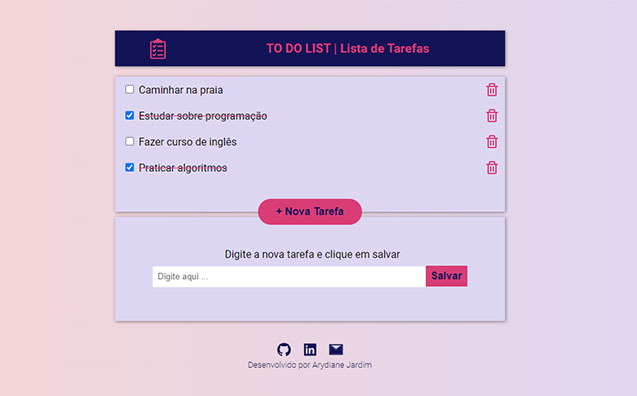 TO DO LIST | Lista de Tarefas
Caminhar na praia
Estudar sobre programação
Fazer curso de inglês
Praticar algoritmos
+ Nova Tarefa
Digite a nova tarefa e clique em salvar
Digite aqui ...
Salvar
in
Desenvolvido por Arydiane Jardim